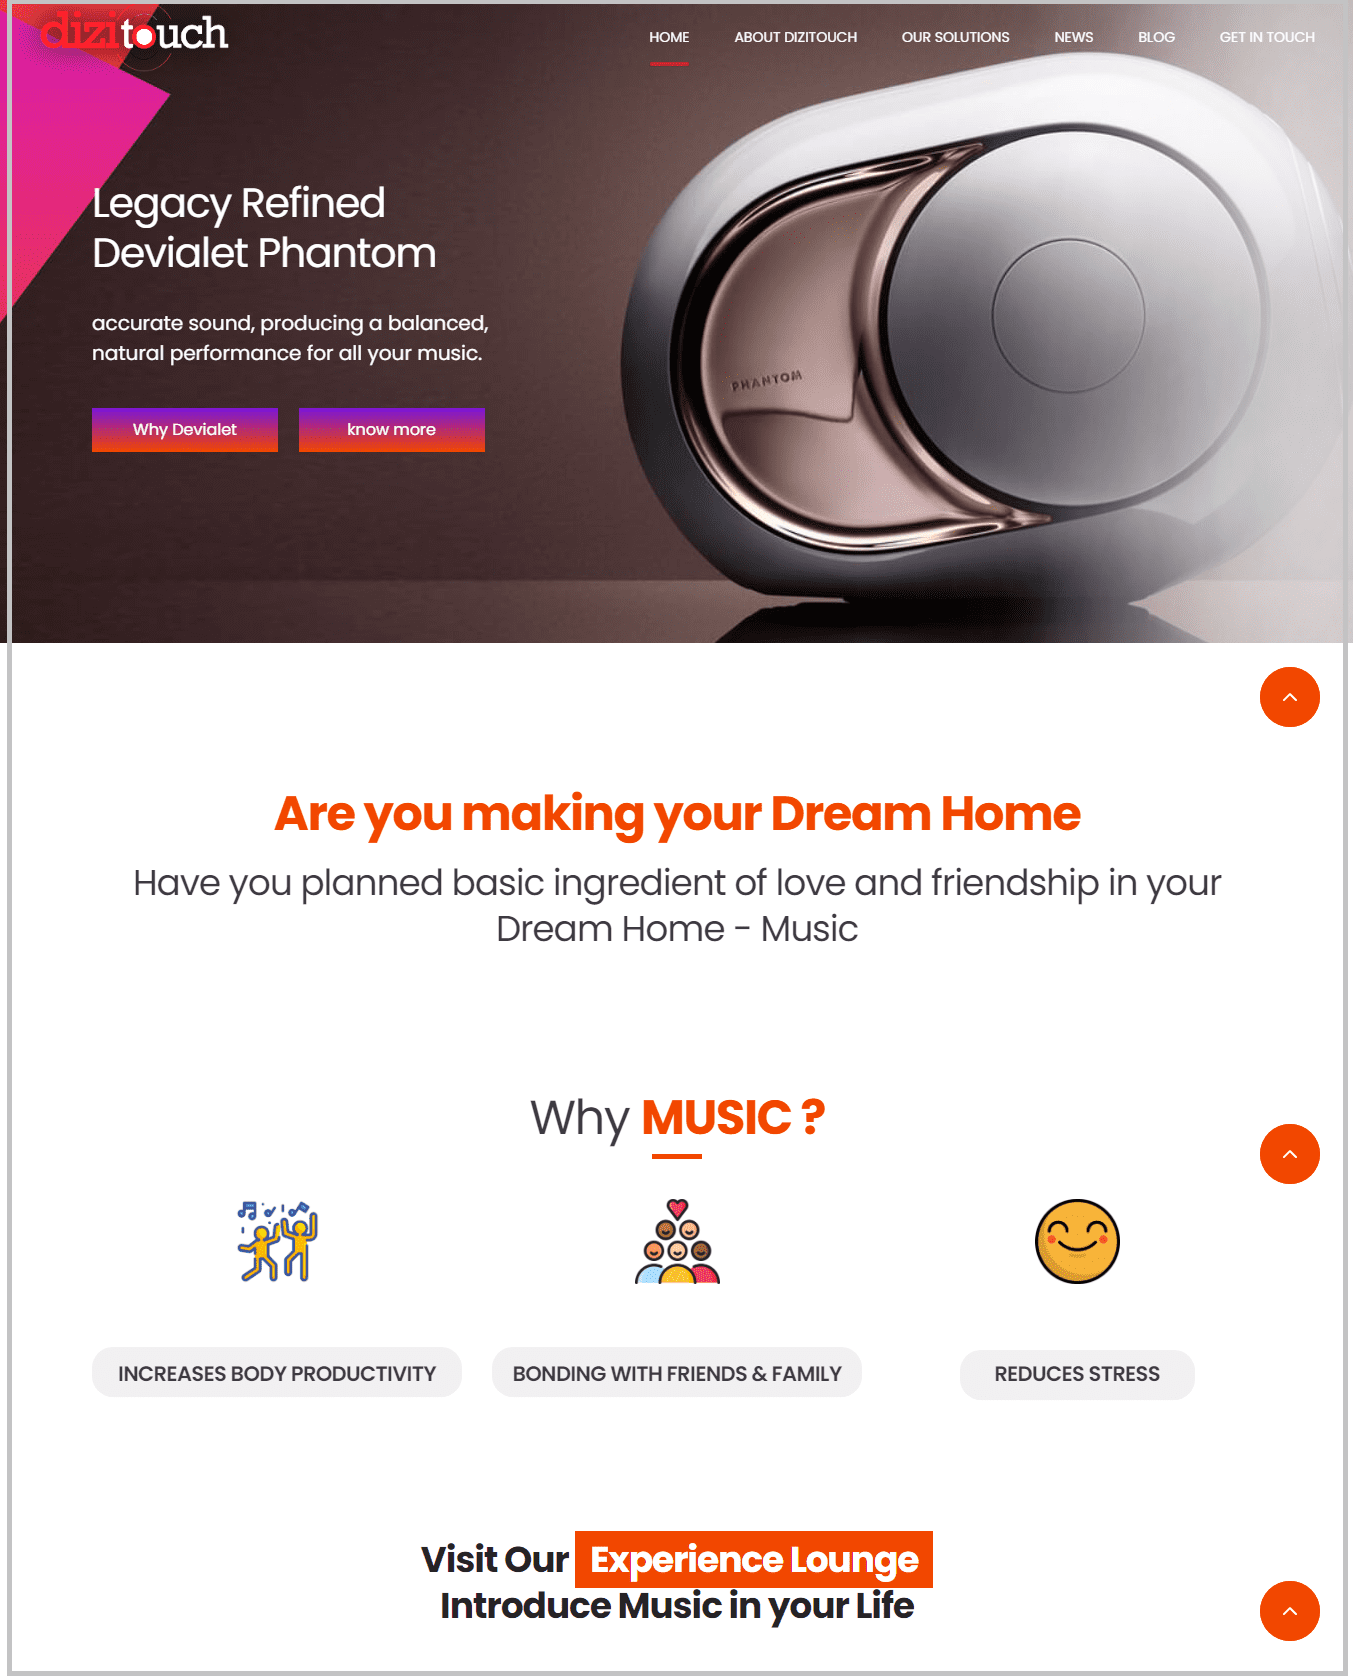 dizitouch
HOME ABOUT DIZITOUCH OUR SOLUTIONS NEWS BLOG GET IN TOUCH
Legacy Refined
Devialet Phantom
accurate sound, producing a balanced,
natural performance for all your music.
Why Devialet know more
PHANTOM
Are you making your Dream Home
Have you planned basic ingredient of love and friendship in your
Dream Home - Music
Why MUSIC ?
INCREASES BODY PRODUCTIVITY
BONDING WITH FRIENDS & FAMILY
REDUCES STRESS
Visit Our Experience Lounge
Introduce Music in your Life